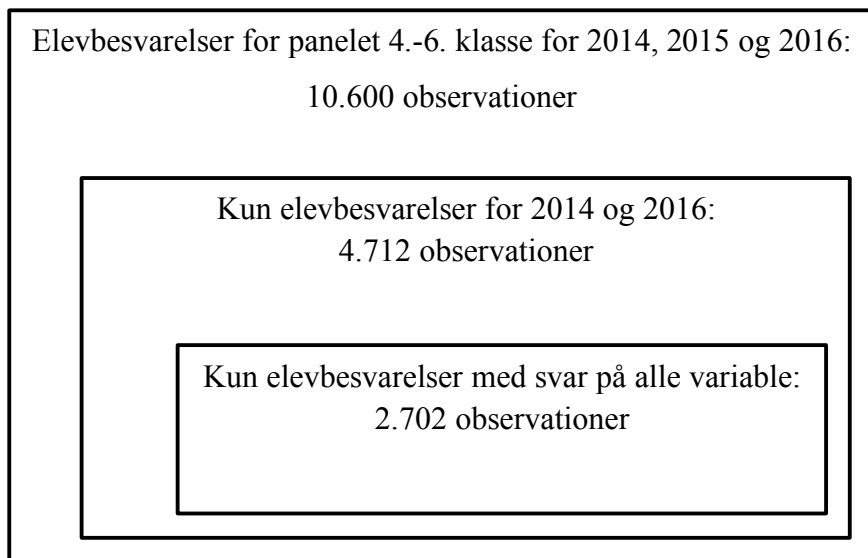 Elevbesvarelser for panelet 4.-6. klasse for 2014, 2015 og 2016:
10.600 observationer
Kun elevbesvarelser for 2014 og 2016:
4.712 observationer
Kun elevbesvarelser med svar på alle variable:
2.702 observationer